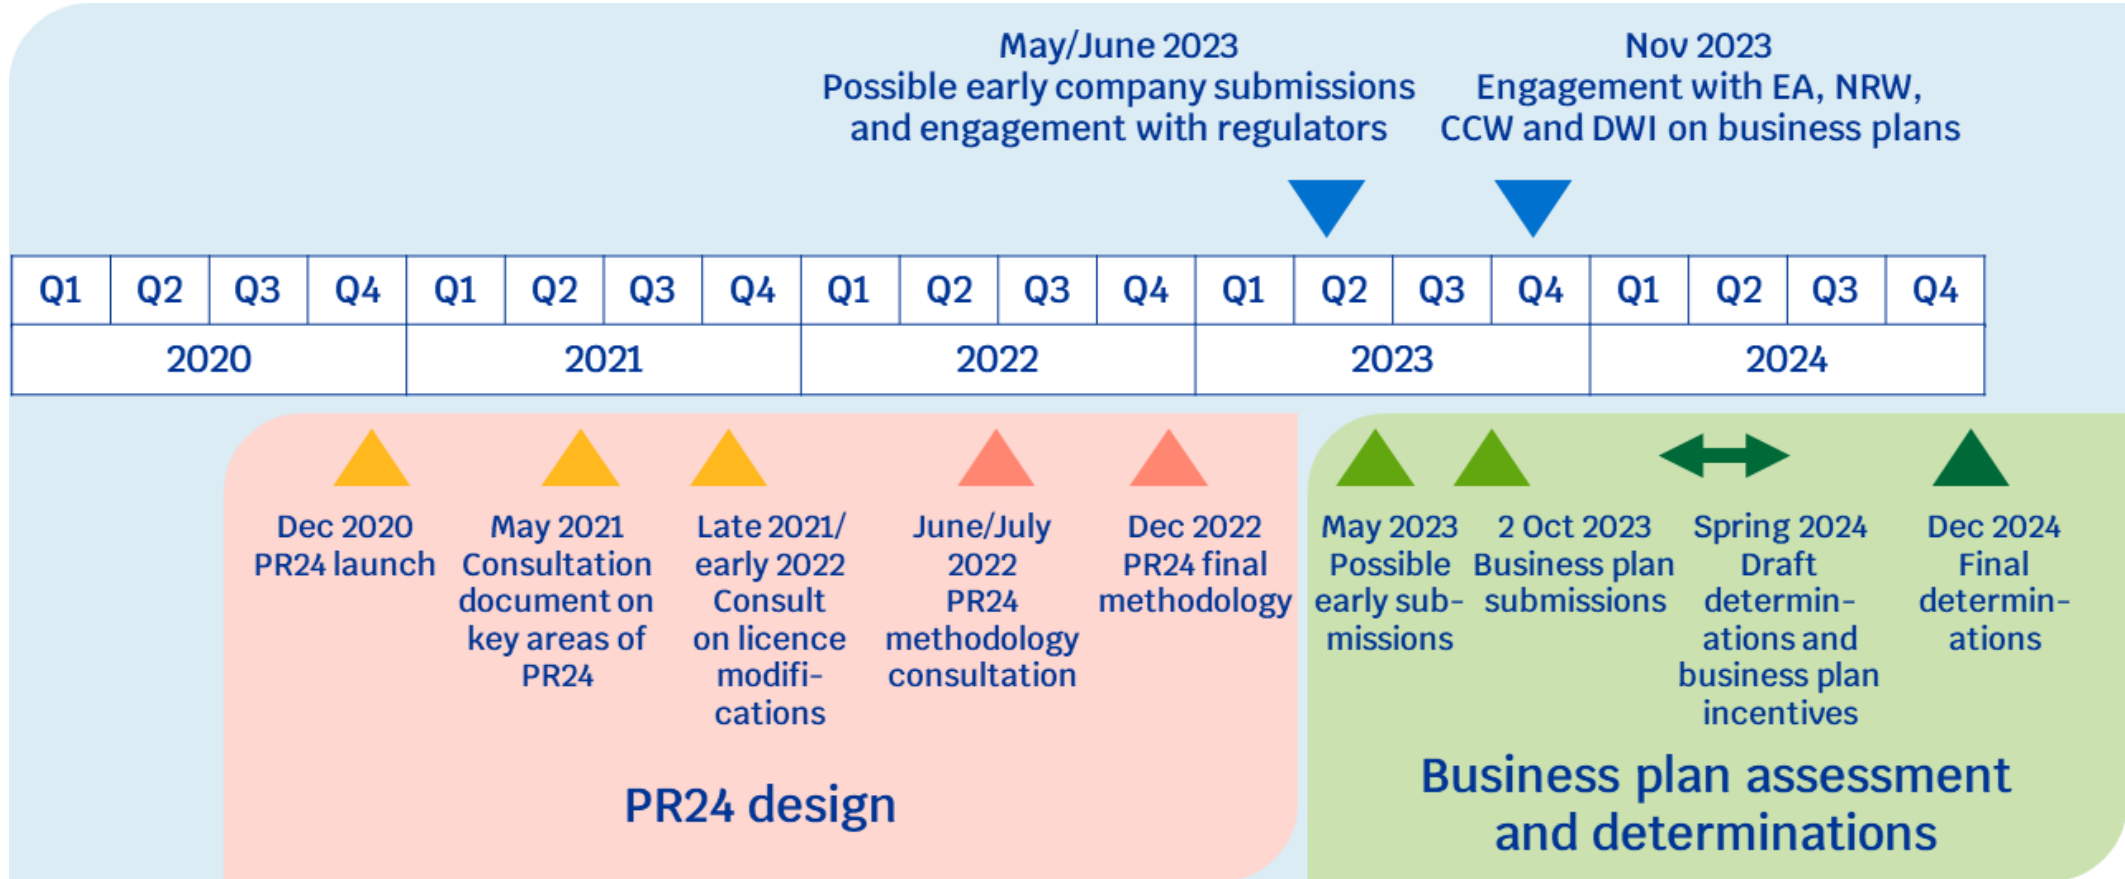 May/June 2023
Possible early company submissions
and engagement with regulators
Nov 2023
Engagement with EA, NRW,
CCW and DWI on business plans
Q1 Q2 Q3 Q4 Q1 Q2 Q3 Q4 Q1 Q2 Q3 Q4 Q1 Q2 Q3 Q4 Q1 Q2 Q3 Q4
2020 2021 2022 2023 2024
Dec 2020
PR24 launch
May 2021
Consultation
document on
key areas of
PR24
Late 2021/
early 2022
Consult
on licence
modifi-
cations
June/July
2022
PR24
methodology
consultation
Dec 2022
PR24 final
methodology
May 2023
Possible
early sub-
missions
2 Oct 2023
Business plan
submissions
Spring 2024
Draft
determin-
ations and
business plan
incentives
Dec 2024
Final
determin-
ations
PR24 design
Business plan assessment
and determinations